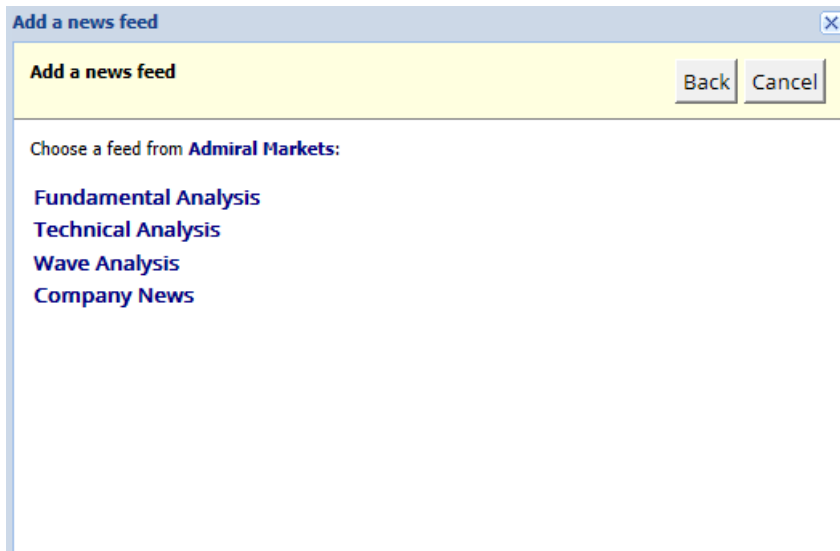 Add a news feed
Add a news feed
Back Cancel
Choose a feed from Admiral Markets:
Fundamental Analysis
Technical Analysis
Wave Analysis
Company News